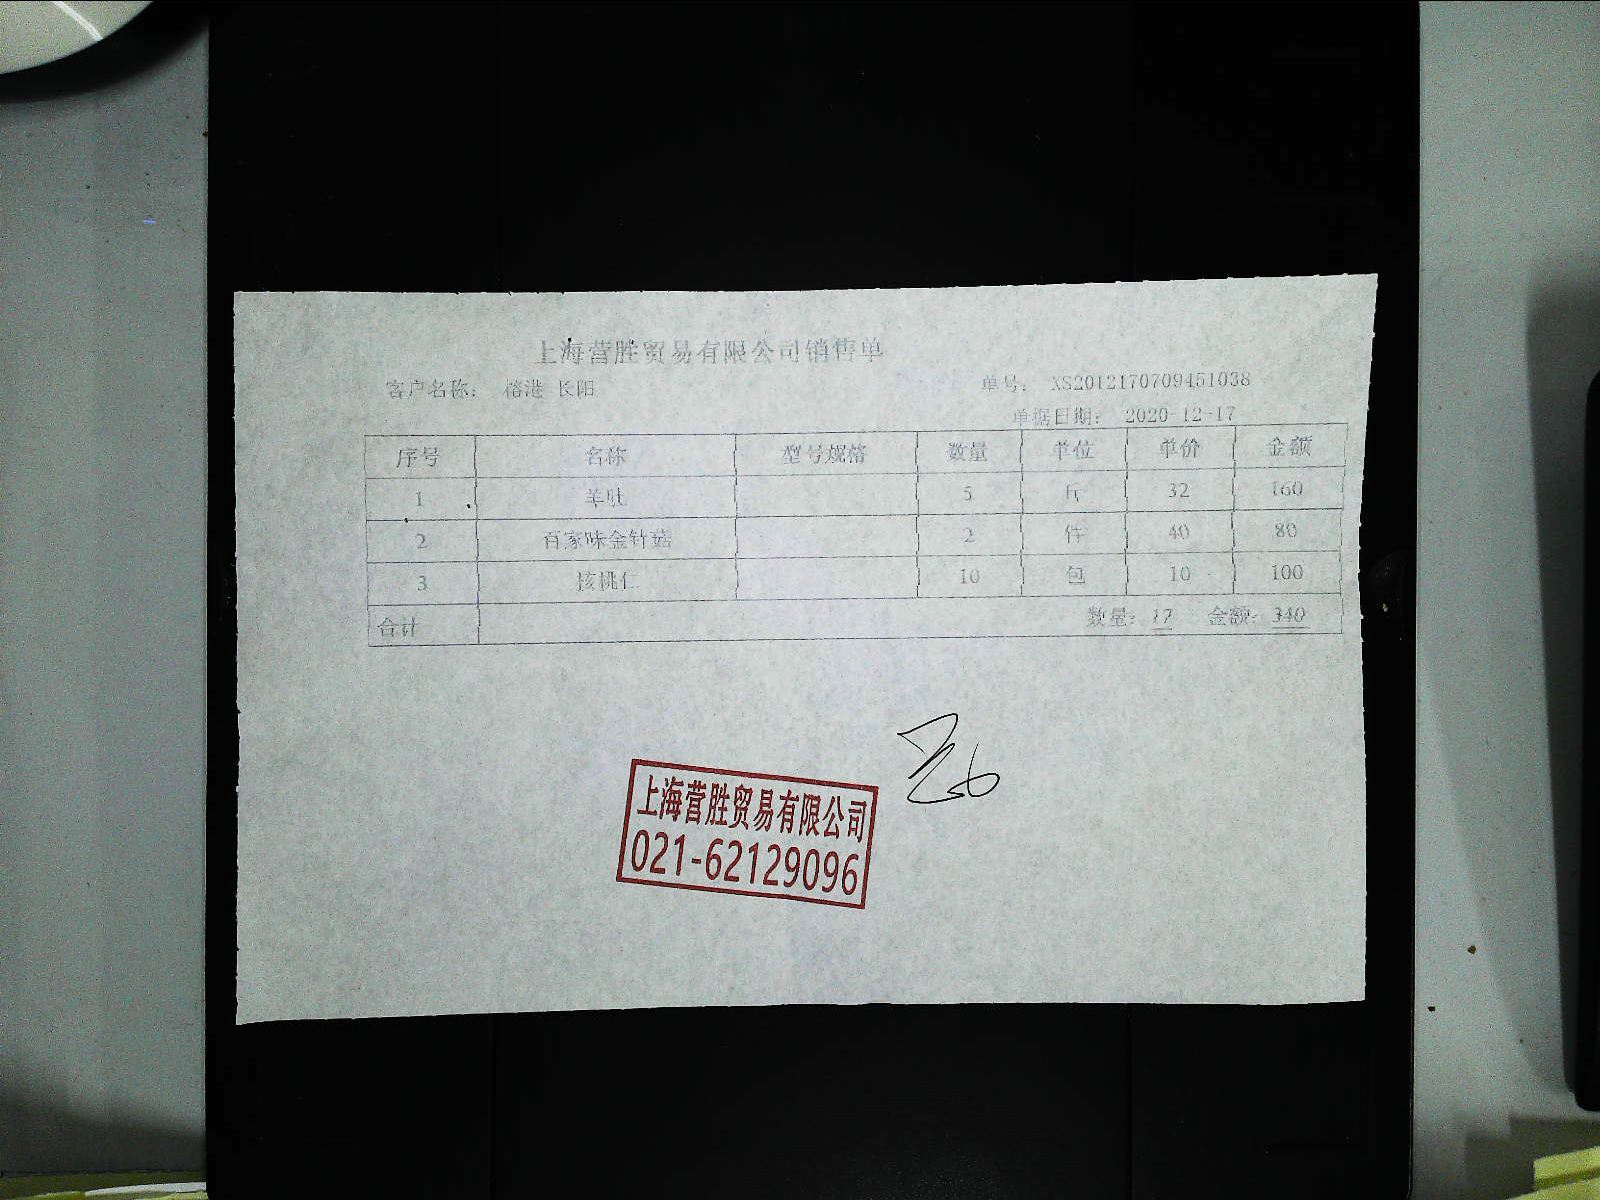 上海营胜贸易有限公司销售单
客户名称： 榕港 长阳 单号： XS2012170709451038
单据日期： 2020-12-17
序号 名称 型号规格 数量 单位 单价 金额
1 羊肚 5 斤 32 160
2 百家味金针菇 2 件 40 80
3 核桃仁 10 包 10 100
合计 数量：17 金额：340
上海营胜贸易有限公司
021-62129096